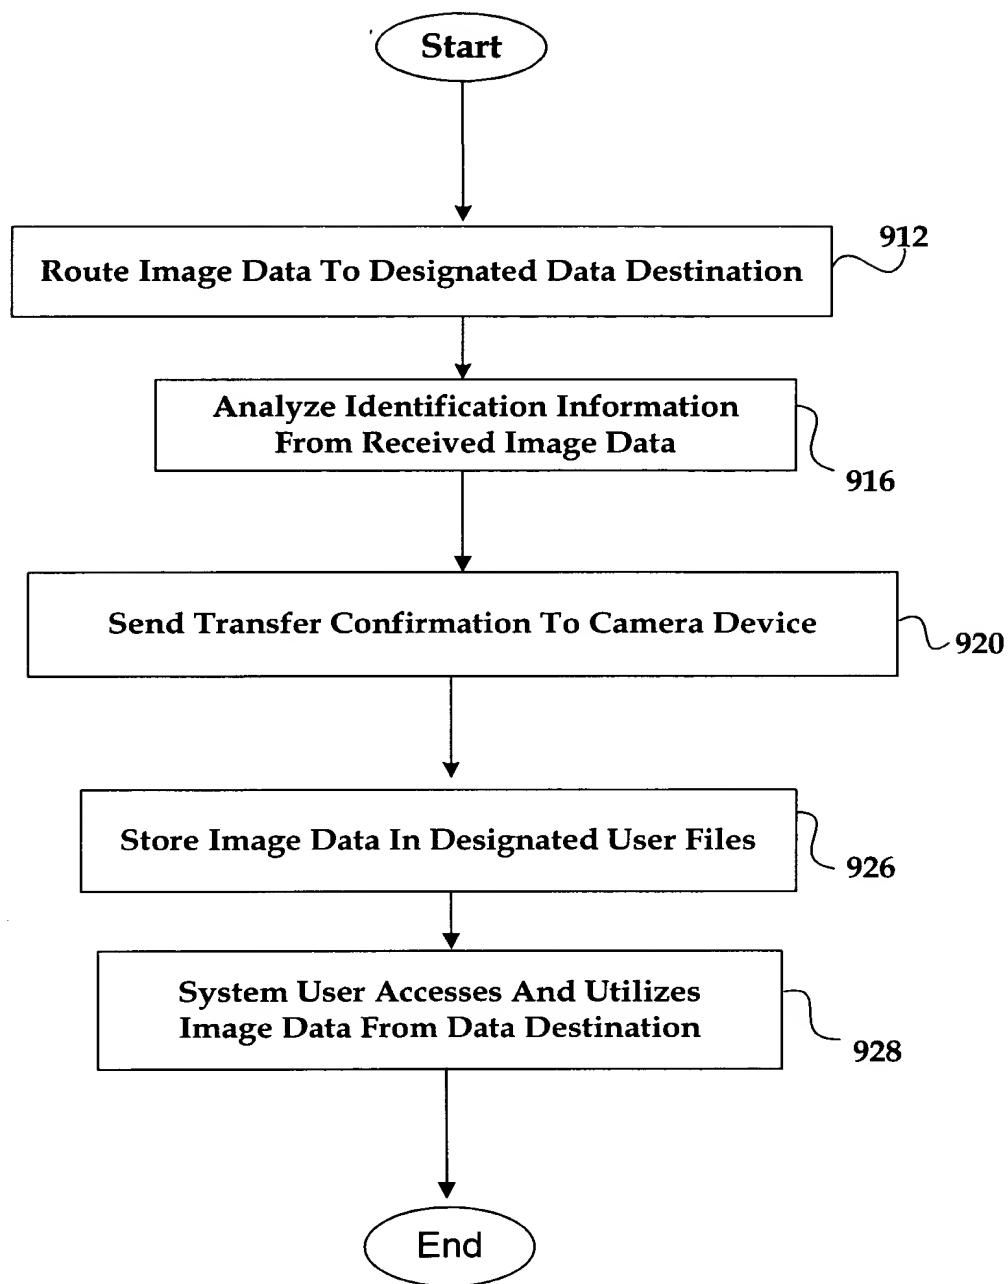 Start
912
Route Image Data To Designated Data Destination
Analyze Identification Information
From Received Image Data
916
Send Transfer Confirmation To Camera Device
920
Store Image Data In Designated User Files
926
System User Accesses And Utilizes
Image Data From Data Destination
928
End